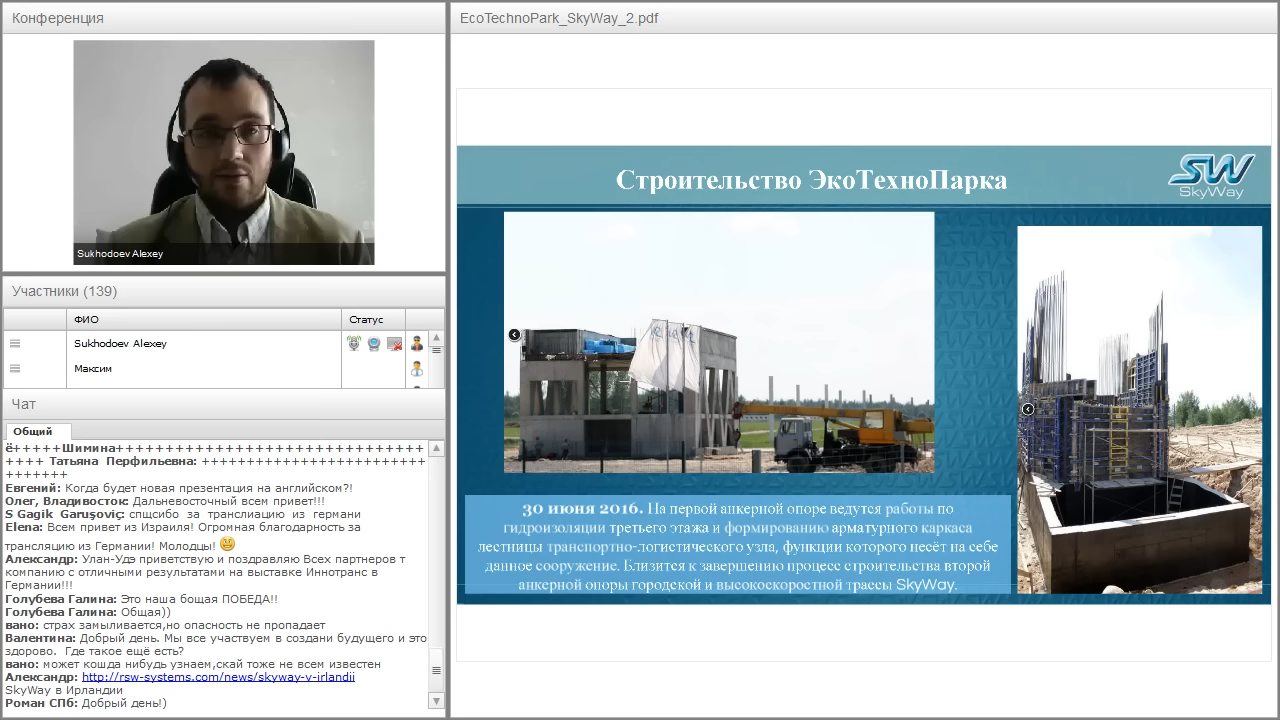 Конференция
Sukhodoev Alexey
Участники (139)
ФИО
Статус
Sukhodoev Alexey
Максим
Чат
Общий
ё+++++Шимина+++++++++++++++++++++++++++++++
++++ Татьяна Перфильевна: +++++++++++++++++++++++++
+++++++
Евгений: Когда будет новая презентация на английском?!
Олег, Владивосток: Дальневосточный всем привет!!!
S Gagik Garușoviç: спцсибо за транслиацию из германи
Elena: Всем привет из Израиля! Огромная благодарность за
трансляцию из Германии! Молодцы!
Александр: Улан-Удэ приветствую и поздравляю Всех партнеров т
компанию с отличными результатами на выставке Иннотранс в
Германии!!!
Голубева Галина: Это наша бощая ПОБЕДА!!
Голубева Галина: Общая))
вано: страх замыливается,но опасность не пропадает
Валентина: Добрый день. Мы все участвуем в создани будущего и это
здорово. Где такое ещё есть?
вано: может кошда нибудь узнаем,скай тоже не всем известен
Александр: http://rsw-systems.com/news/skyway-v-irlandii
SkyWay в Ирландии
Роман СПб: Добрый день!)
EcoTechnoPark_SkyWay_2.pdf
Строительство ЭкоТехноПарка
SW
SkyWay
30 июня 2016. На первой анкерной опоре ведутся работы по
гидроизоляции третьего этажа и формированию арматурного каркаса
лестницы транспортно-логистического узла, функции которого несёт на себе
данное сооружение. Близится к завершению процесс строительства второй
анкерной опоры городской и высокоскоростной трассы SkyWay.